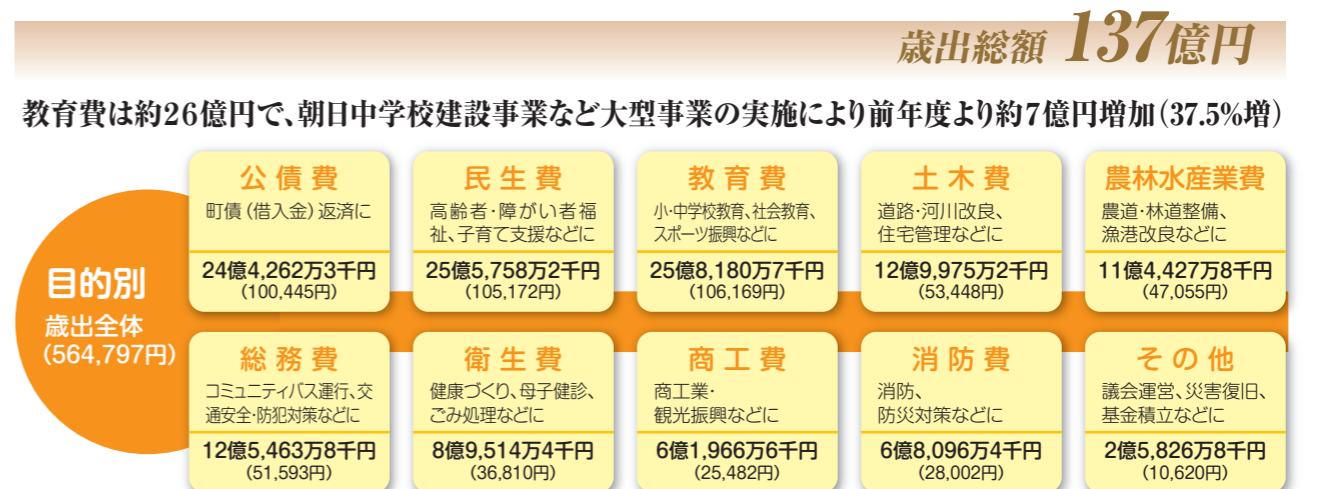 歳出総額 137億円
教育費は約26億円で、朝日中学校建設事業など大型事業の実施により前年度より約7億円増加(37.5%増)
目的別
歳出全体
(564,797円)
公債費
町債(借入金)返済に
24億4,262万3千円
(100,445円)
民生費
高齢者・障がい者福
祉、子育て支援などに
25億5,758万2千円
(105,172円)
教育費
小・中学校教育、社会教育、
スポーツ振興などに
25億8,180万7千円
(106,169円)
土木費
道路・河川改良、
住宅管理などに
12億9,975万2千円
(53,448円)
農林水産業費
農道・林道整備、
漁港改良などに
11億4,427万8千円
(47,055円)
総務費
コミュニティバス運行、交
通安全・防犯対策などに
12億5,463万8千円
(51,593円)
衛生費
健康づくり、母子健診、
ごみ処理などに
8億9,514万4千円
(36,810円)
商工費
商工業・
観光振興などに
6億1,966万6千円
(25,482円)
消防費
消防、
防災対策などに
6億8,096万4千円
(28,002円)
その他
議会運営、災害復旧、
基金積立などに
2億5,826万8千円
(10,620円)